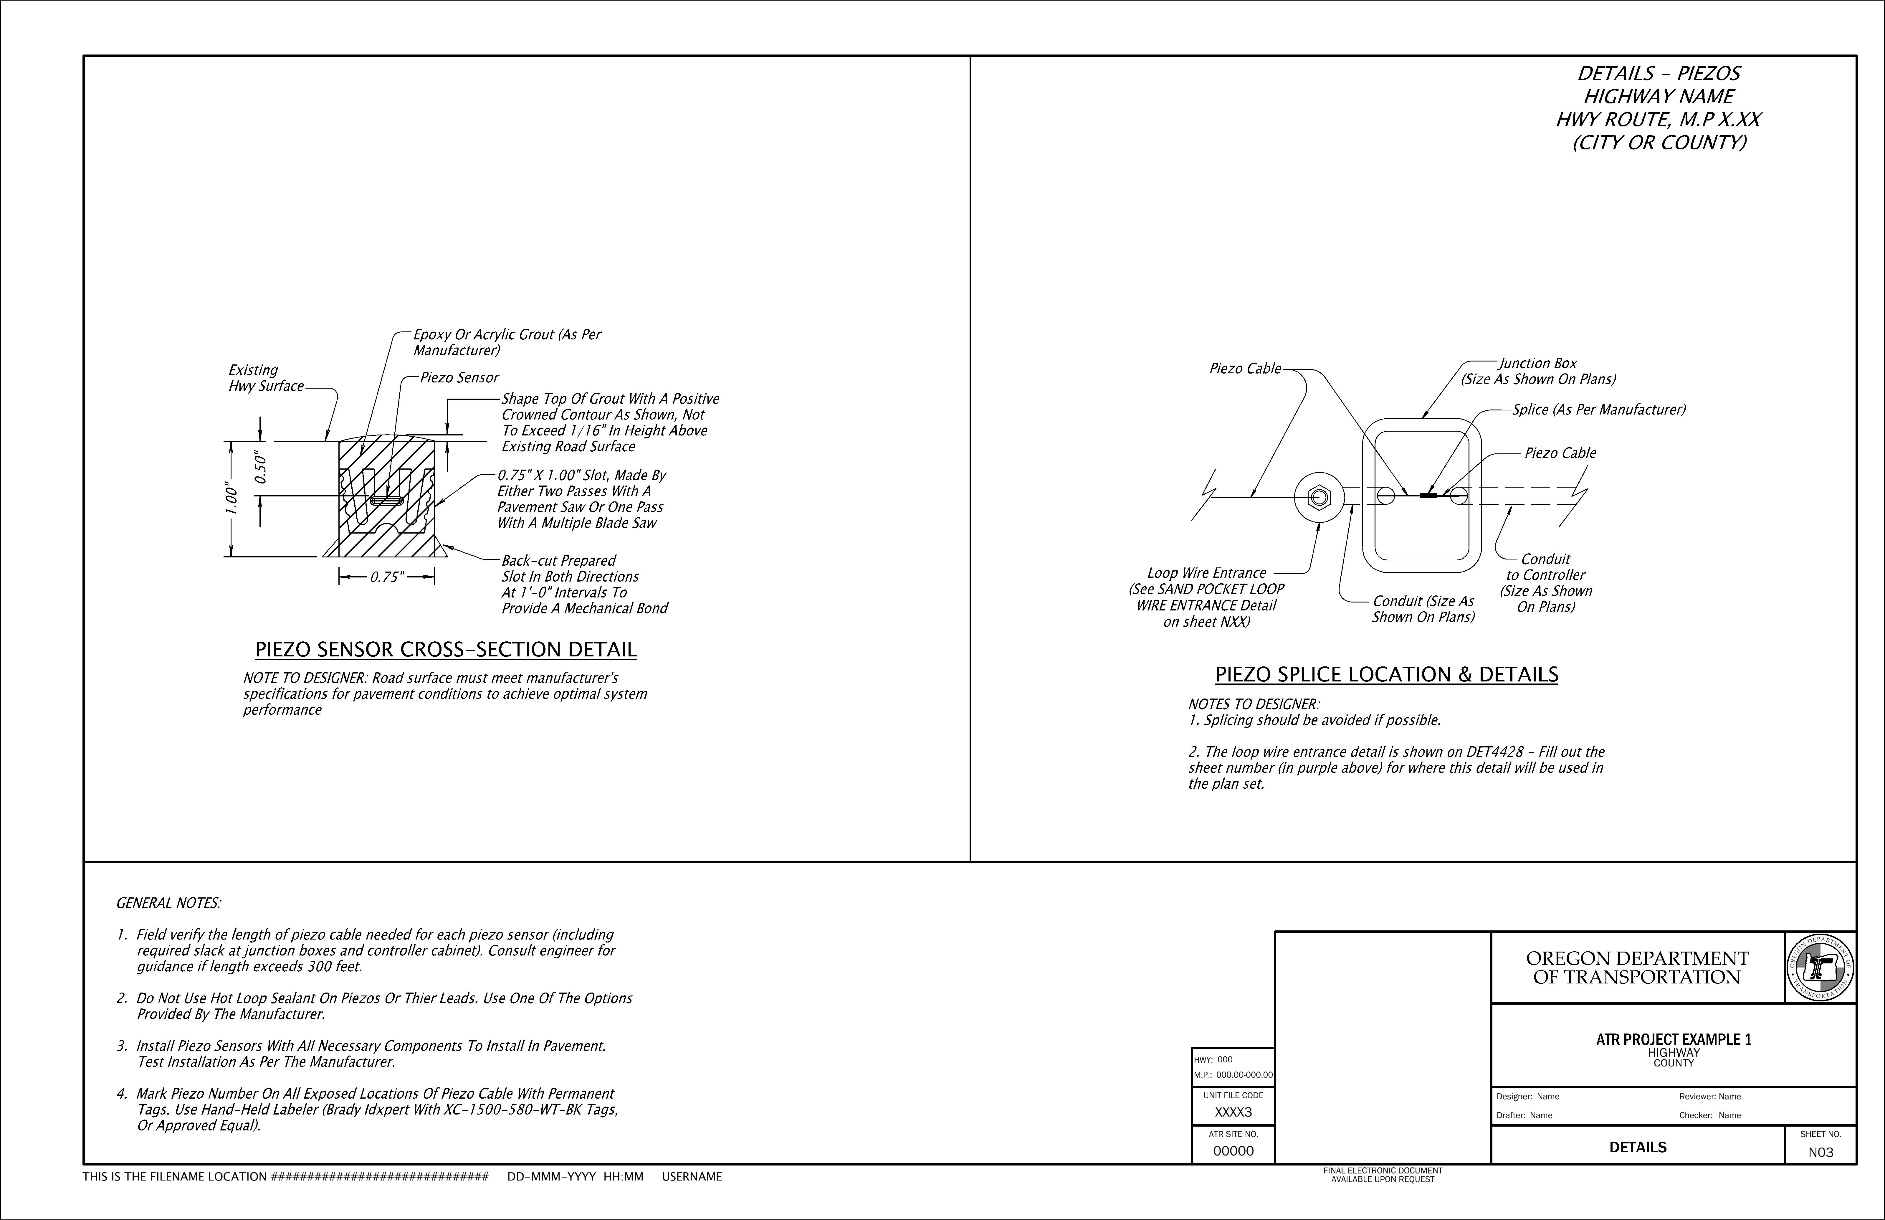 DETAILS - PIEZOS
HIGHWAY NAME
HWY ROUTE, M.P X.XX
(CITY OR COUNTY)
Epoxy Or Acrylic Grout (As Per
Manufacturer)
Existing
Hwy Surface
Piezo Sensor
Shape Top Of Grout With A Positive
Crowned Contour As Shown, Not
To Exceed 1/16" In Height Above
Existing Road Surface
0.50"
1.00"
0.75" X 1.00" Slot, Made By
Either Two Passes With A
Pavement Saw Or One Pass
With A Multiple Blade Saw
Back-cut Prepared
Slot In Both Directions
At 1'-0" Intervals To
Provide A Mechanical Bond
0.75"
PIEZO SENSOR CROSS-SECTION DETAIL
NOTE TO DESIGNER: Road surface must meet manufacturer's
specifications for pavement conditions to achieve optimal system
performance
Piezo Cable
Junction Box
(Size As Shown On Plans)
Splice (As Per Manufacturer)
Piezo Cable
Loop Wire Entrance
(See SAND POCKET LOOP
WIRE ENTRANCE Detail
on sheet NXX)
Conduit (Size As
Shown On Plans)
Conduit
to Controller
(Size As Shown
On Plans)
PIEZO SPLICE LOCATION & DETAILS
NOTES TO DESIGNER:
1. Splicing should be avoided if possible.
2. The loop wire entrance detail is shown on DET4428 - Fill out the
sheet number (in purple above) for where this detail will be used in
the plan set.
GENERAL NOTES:
1. Field verify the length of piezo cable needed for each piezo sensor (including
required slack at junction boxes and controller cabinet). Consult engineer for
guidance if length exceeds 300 feet.
2. Do Not Use Hot Loop Sealant On Piezos Or Thier Leads. Use One Of The Options
Provided By The Manufacturer.
3. Install Piezo Sensors With All Necessary Components To Install In Pavement.
Test Installation As Per The Manufacturer.
4. Mark Piezo Number On All Exposed Locations Of Piezo Cable With Permanent
Tags. Use Hand-Held Labeler (Brady Idxpert With XC-1500-580-WT-BK Tags,
Or Approved Equal).
HWY: 000
M.P.: 000.00-000.00
UNIT FILE CODE
XXXX3
ATR SITE NO.
00000
OREGON DEPARTMENT
OF TRANSPORTATION
OREGON DEPARTMENT OF TRANSPORTATION
ATR PROJECT EXAMPLE 1
HIGHWAY
COUNTY
Designer: Name
Reviewer: Name
Drafter: Name
Checker: Name
DETAILS
SHEET NO.
N03
THIS IS THE FILENAME LOCATION ############################## DD-MMM-YYYY HH:MM USERNAME
FINAL ELECTRONIC DOCUMENT
AVAILABLE UPON REQUEST